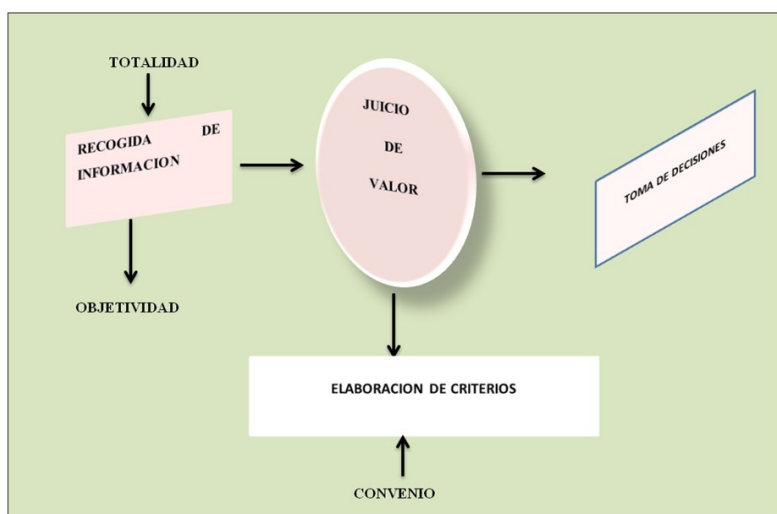 TOTALIDAD
RECOGIDA DE
INFORMACION
OBJETIVIDAD
JUICIO
DE
VALOR
TOMA DE DECISIONES
ELABORACION DE CRITERIOS
CONVENIO